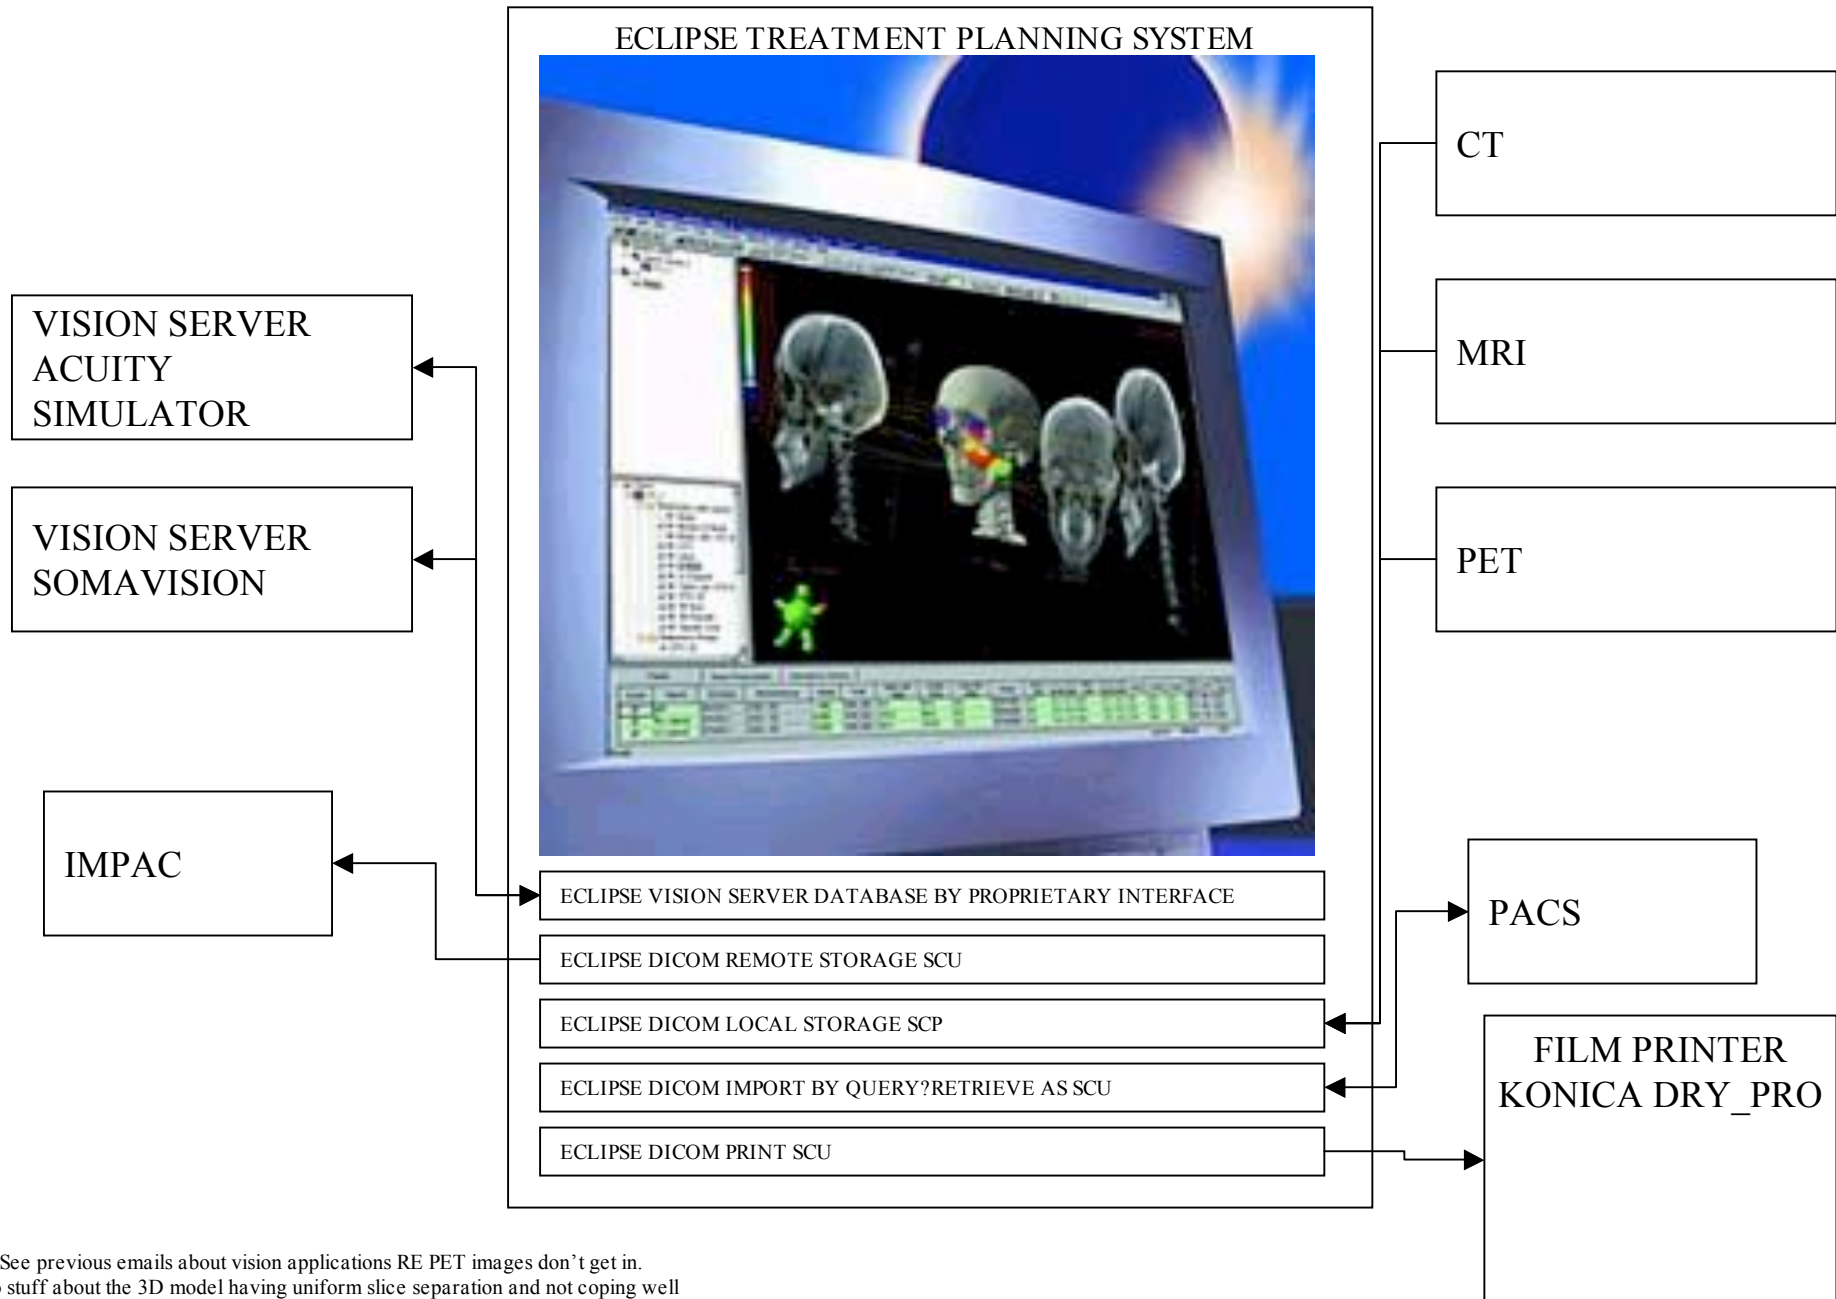 ECLIPSE TREATMENT PLANNING SYSTEM
VISION SERVER
ACUITY
SIMULATOR
VISION SERVER
SOMAVISION
IMPAC
CT
MRI
PET
PACS
FILM PRINTER
KONICA DRY_PRO
ECLIPSE VISION SERVER DATABASE BY PROPRIETARY INTERFACE
ECLIPSE DICOM REMOTE STORAGE SCU
ECLIPSE DICOM LOCAL STORAGE SCP
ECLIPSE DICOM IMPORT BY QUERY?RETRIEVE AS SCU
ECLIPSE DICOM PRINT SCU
See previous emails about vision applications RE PET images don't get in.
stuff about the 3D model having uniform slice separation and not coping well